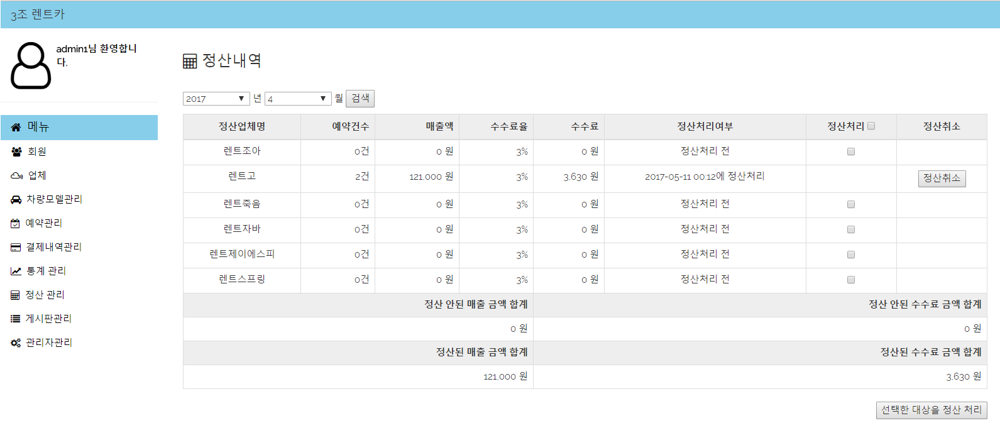 3조 렌트카
admin1님 환영합니
다.
정산내역
2017 년 4 월 검색
메뉴
회원
업체
차량모델관리
예약관리
결제내역관리
통계 관리
정산 관리
게시판관리
관리자관리
정산업체명 예약건수 매출액 수수료율 수수료 정산처리여부 정산처리 정산취소
렌트조아 0건 0 원 3% 0 원 정산처리 전
렌트고 2건 121,000 원 3% 3,630 원 2017-05-11 00:12에 정산처리 정산취소
렌트죽음 0건 0 원 3% 0 원 정산처리 전
렌트자바 0건 0 원 3% 0 원 정산처리 전
렌트제이에스피 0건 0 원 3% 0 원 정산처리 전
렌트스프링 0건 0 원 3% 0 원 정산처리 전
정산 안된 매출 금액 합계 정산 안된 수수료 금액 합계
0 원 0 원
정산된 매출 금액 합계 정산된 수수료 금액 합계
121,000 원 3,630 원
선택한 대상을 정산 처리